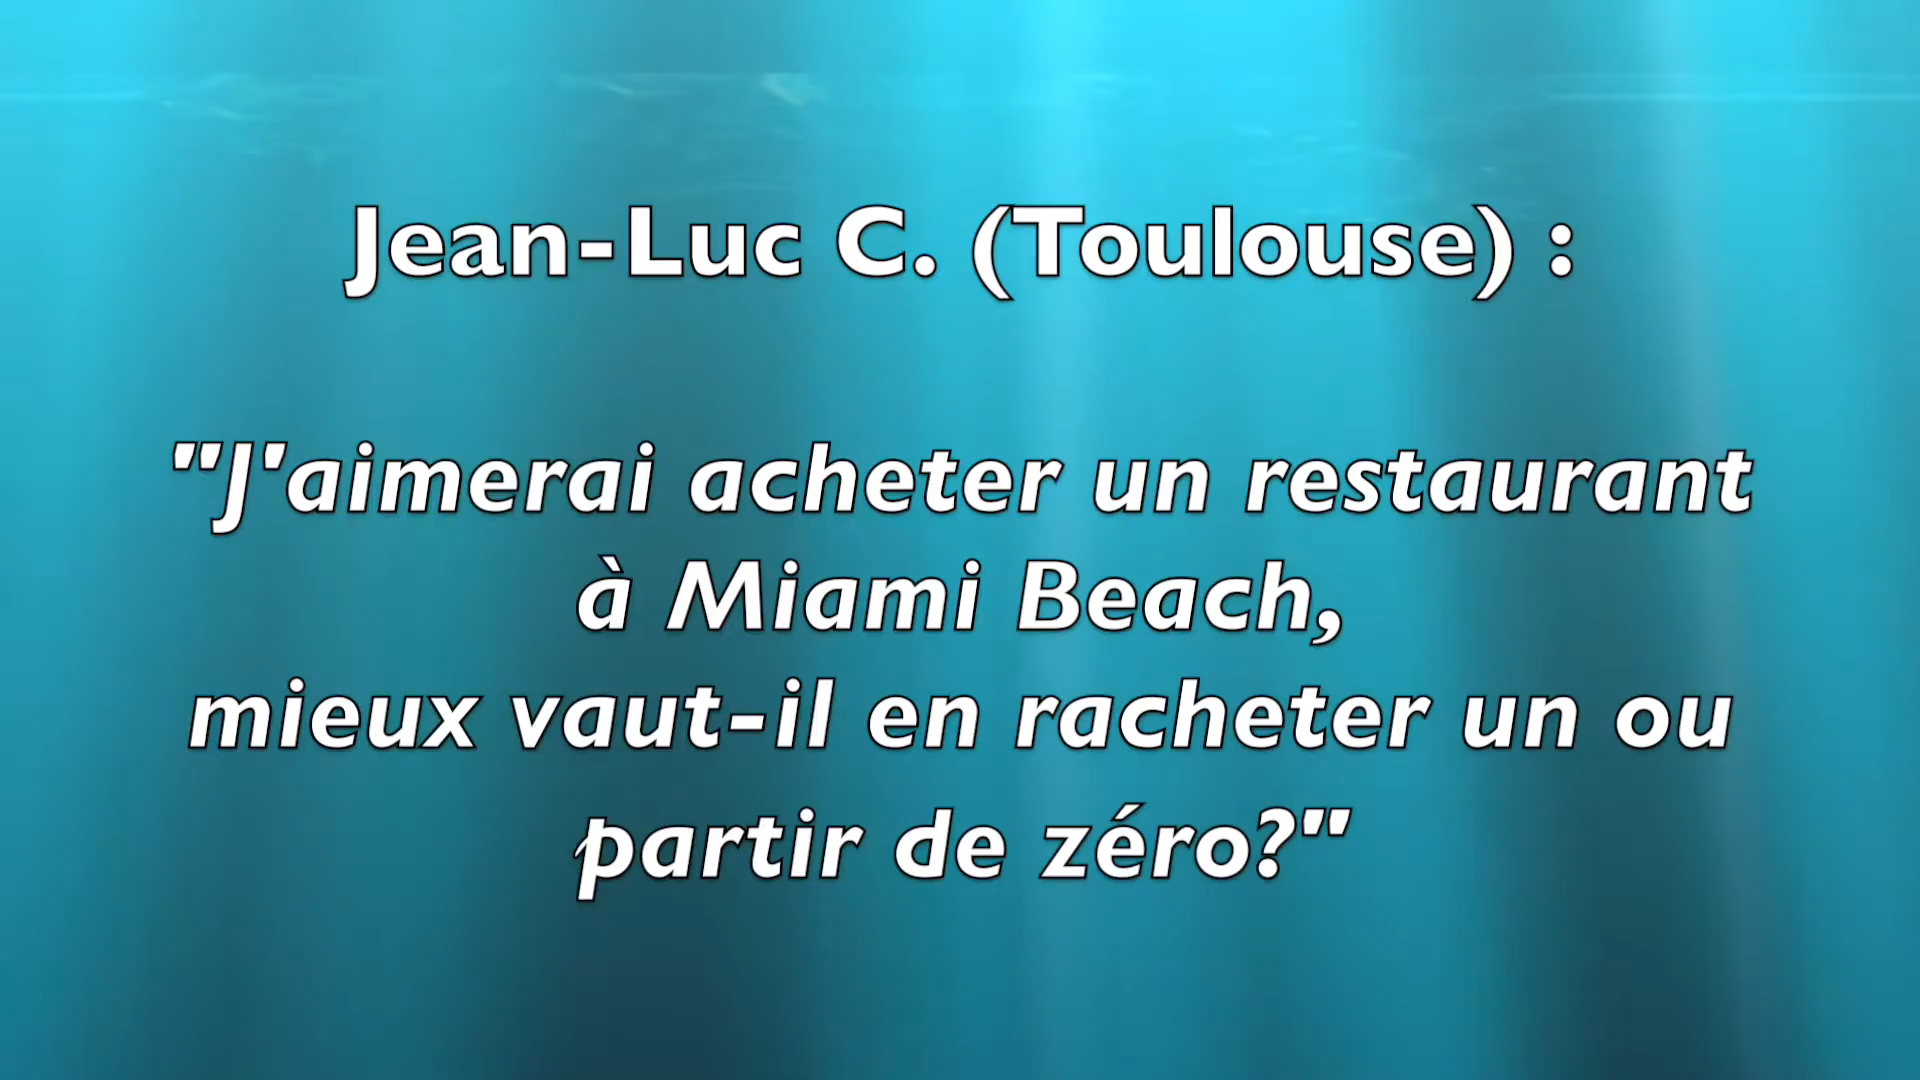 Jean-Luc C. (Toulouse) :
"J'aimerai acheter un restaurant
à Miami Beach,
mieux vaut-il en racheter un ou
partir de zéro?"